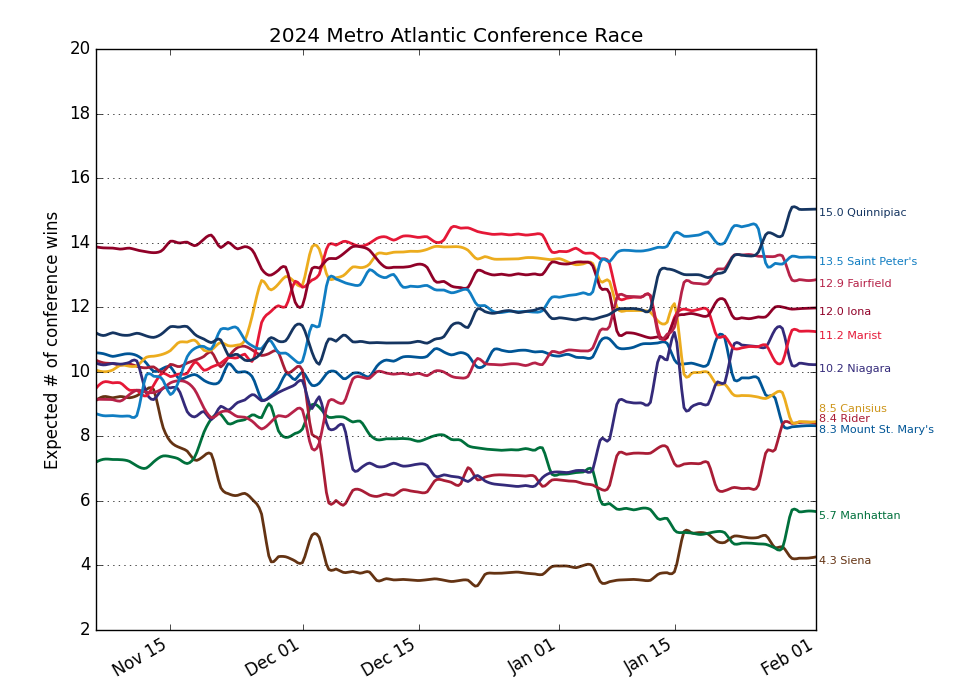 2024 Metro Atlantic Conference Race
Expected # of conference wins
20
18
16
14
12
10
8
6
4
2
15.0 Quinnipiac
13.5 Saint Peter's
12.9 Fairfield
12.0 Iona
11.2 Marist
10.2 Niagara
8.5 Canisius
8.4 Rider
8.3 Mount St. Mary's
5.7 Manhattan
4.3 Siena
Nov 15
Dec 01
Dec 15
Jan 01
Jan 15
Feb 01